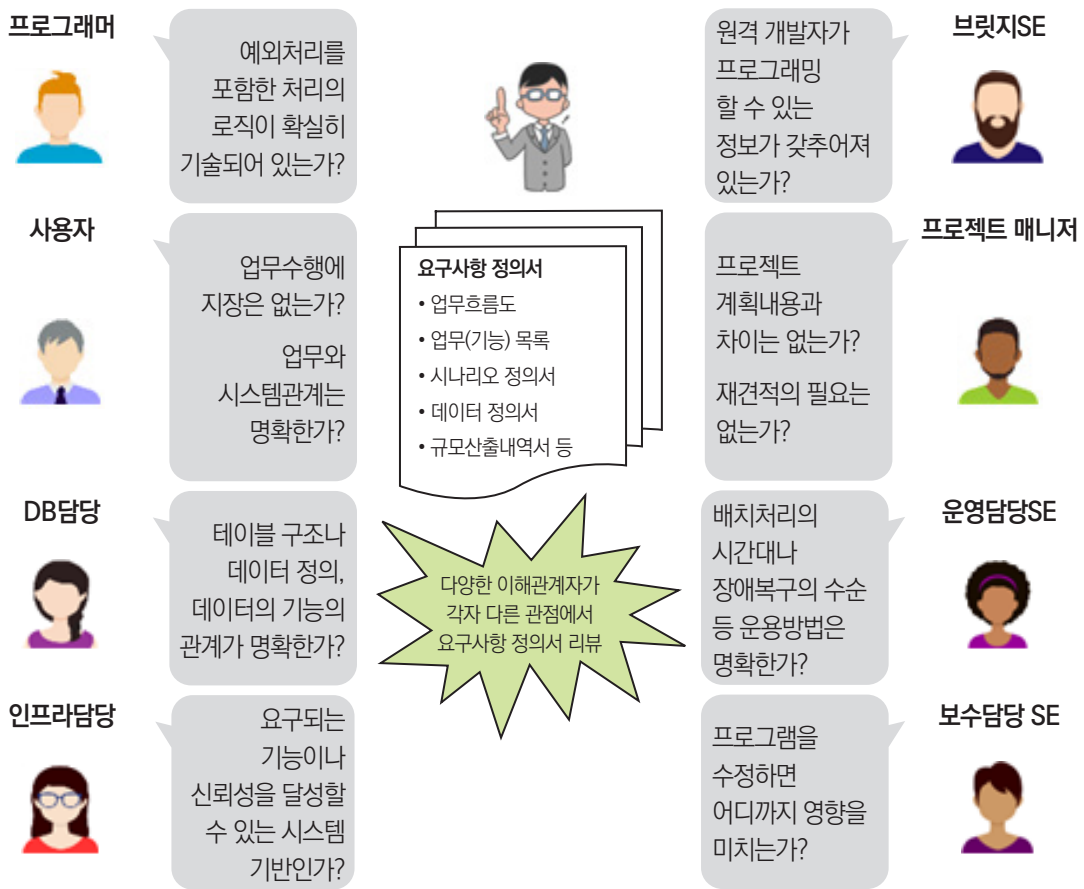 프로그래머
예외처리를
포함한 처리의
로직이 확실히
기술되어 있는가?
브릿지SE
원격 개발자가
프로그래밍
할 수 있는
정보가 갖추어져
있는가?
사용자
업무수행에
지장은 없는가?
업무와
시스템관계는
명확한가?
요구사항 정의서
• 업무흐름도
• 업무(기능) 목록
• 시나리오 정의서
• 데이터 정의서
• 규모산출내역서 등
프로젝트 매니저
프로젝트
계획내용과
차이는 없는가?
재견적의 필요는
없는가?
DB담당
테이블 구조나
데이터 정의,
데이터의 기능의
관계가 명확한가?
다양한 이해관계자가
각자 다른 관점에서
요구사항 정의서 리뷰
운영담당SE
배치처리의
시간대나
장애복구의 수순
등 운용방법은
명확한가?
인프라담당
요구되는
기능이나
신뢰성을 달성할
수 있는 시스템
기반인가?
보수담당 SE
프로그램을
수정하면
어디까지 영향을
미치는가?